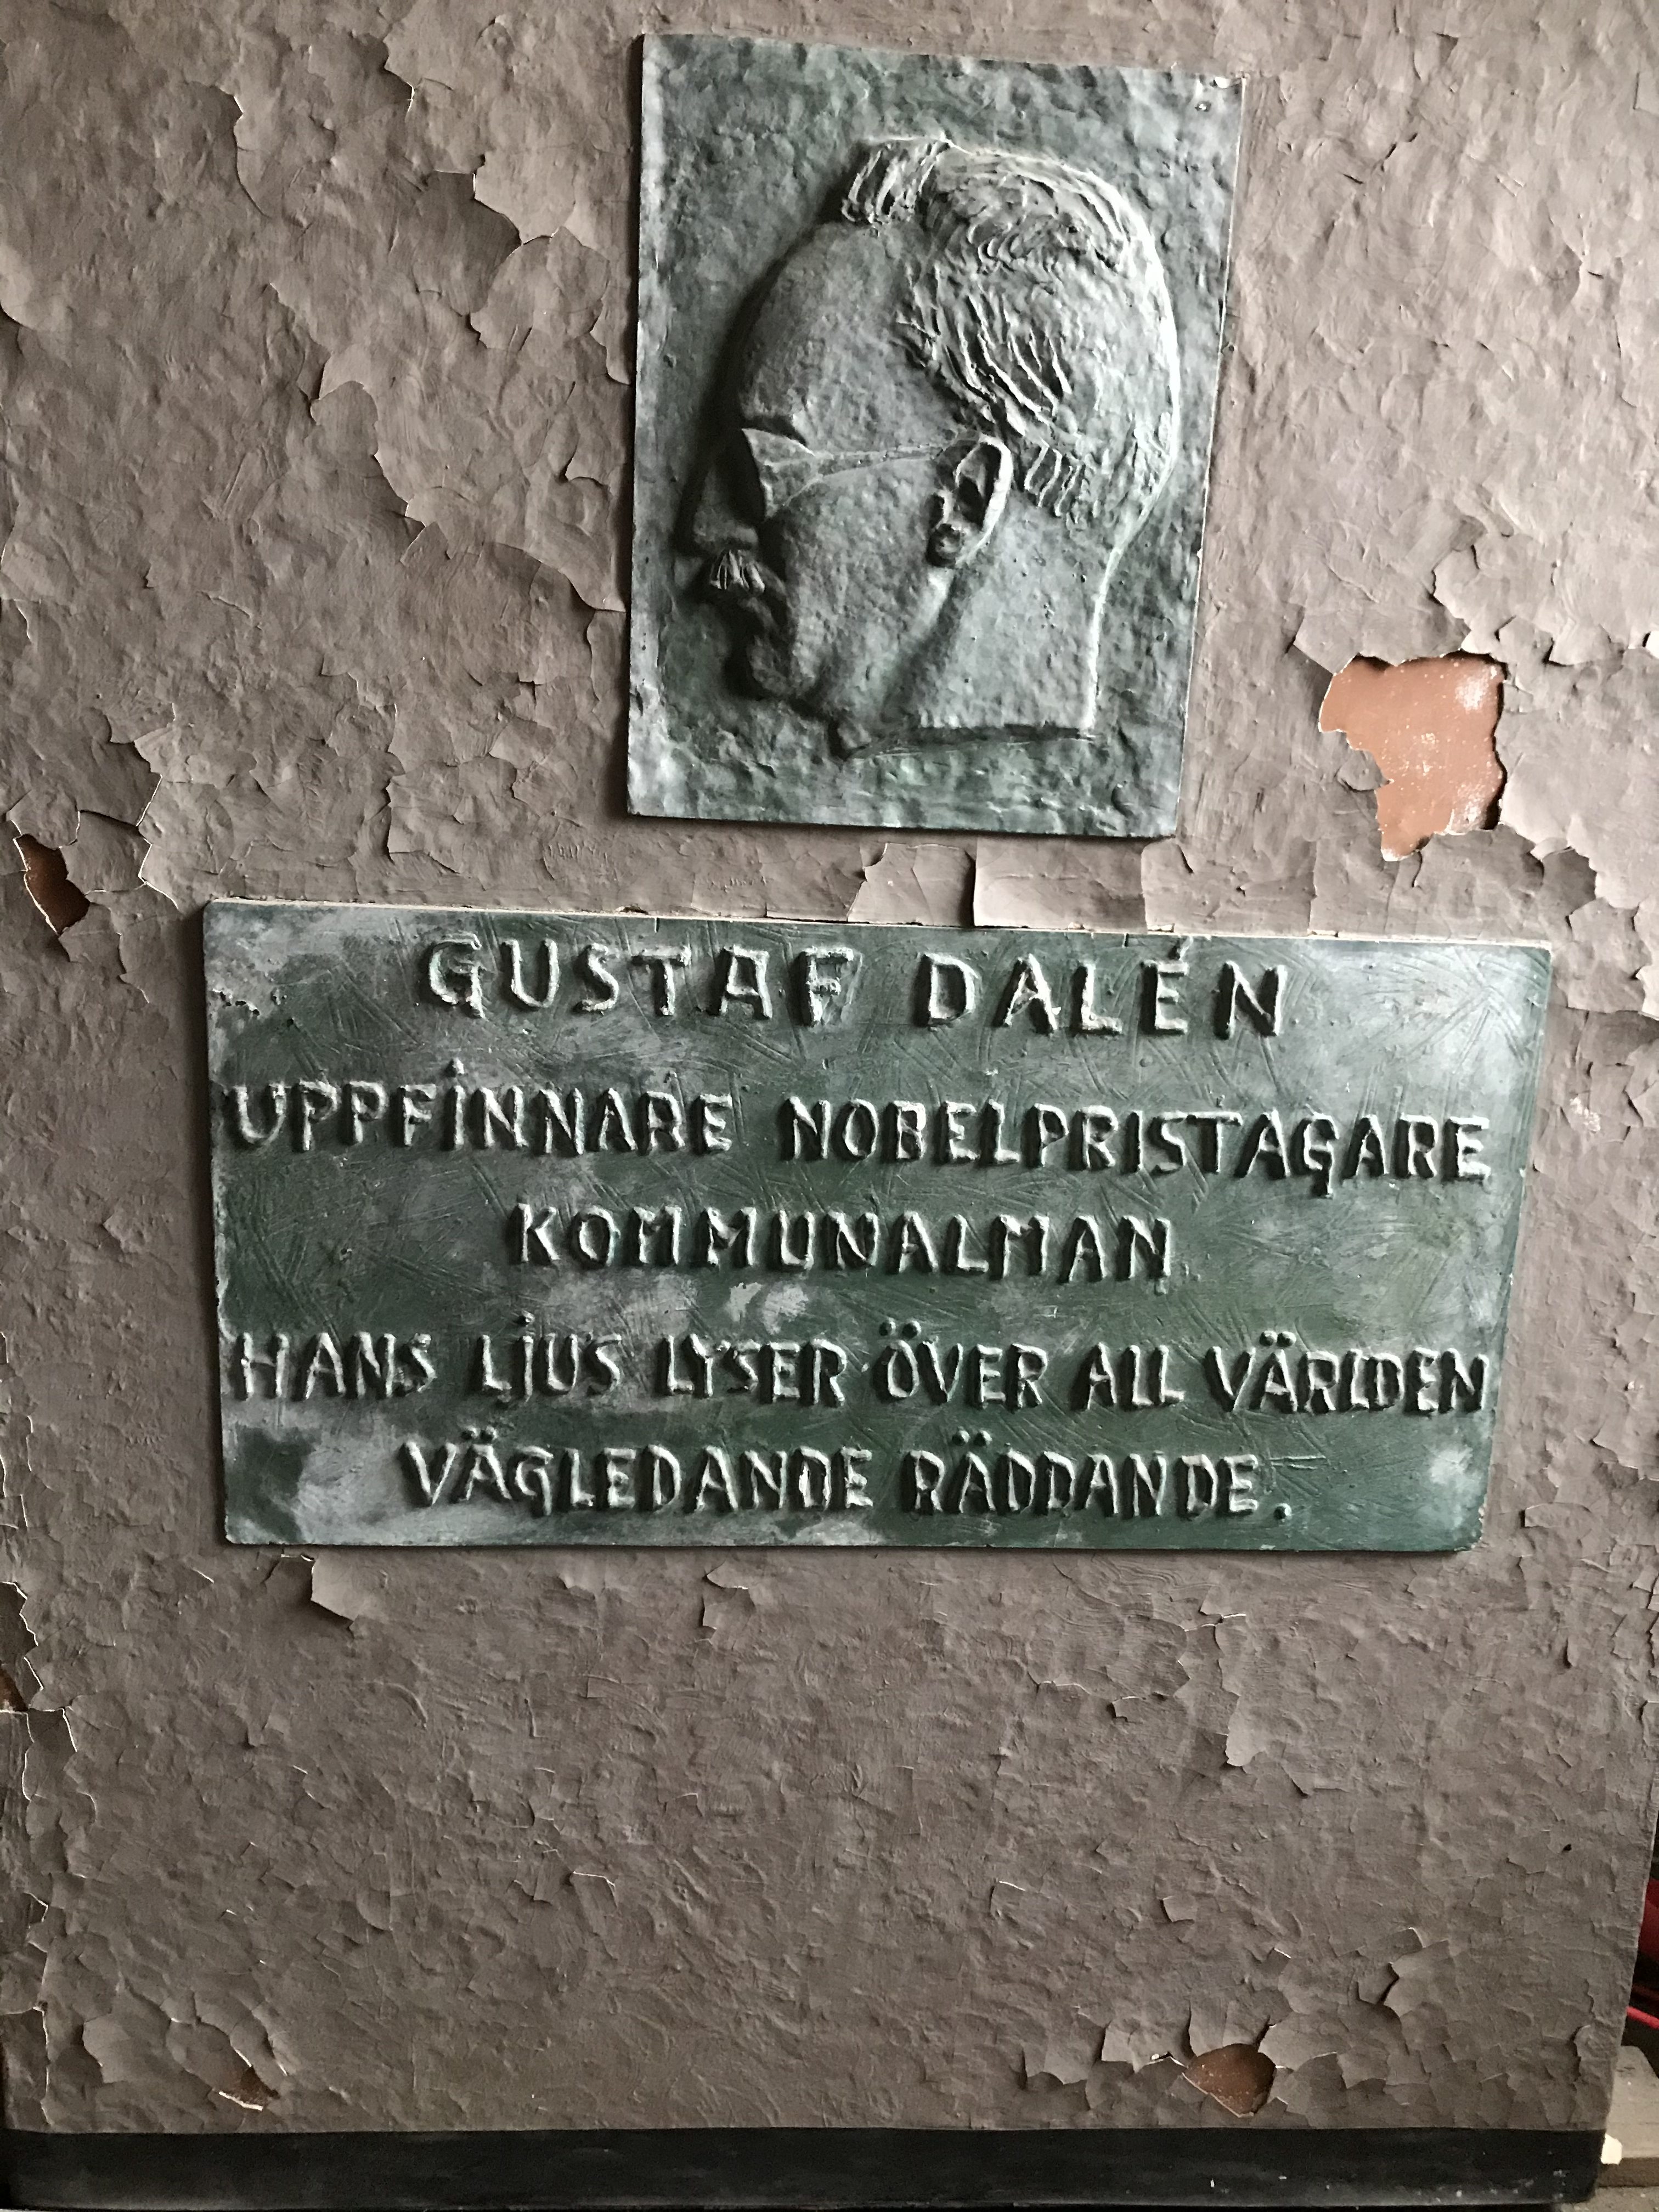 GUSTAF DALÉN
UPPFINNARE NOBELPRISTAGARE
KOMMUNALMAN
HANS LJUS LYSER ÖVER ALL VÄRLDEN
VÄGLEDANDE RÄDDANDE.